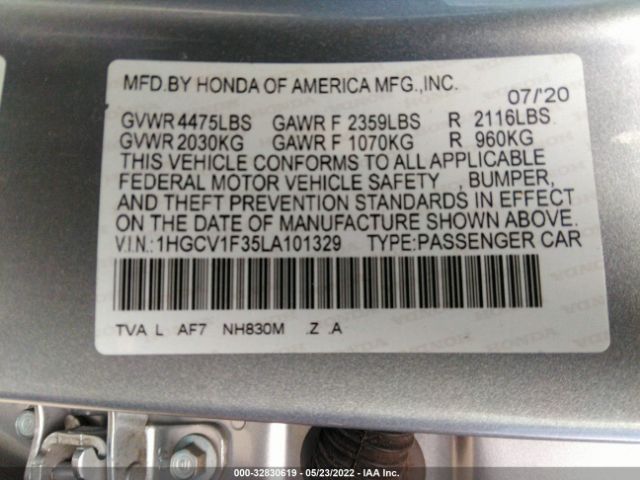 MFD.BY HONDA OF AMERICA MFG.,INC.
07/'20
GVWR 4475LBS GAWR F 2359LBS R 2116LBS
GVWR 2030KG GAWR F 1070KG R 960KG
THIS VEHICLE CONFORMS TO ALL APPLICABLE
FEDERAL MOTOR VEHICLE SAFETY , BUMPER,
AND THEFT PREVENTION STANDARDS IN EFFECT
ON THE DATE OF MANUFACTURE SHOWN ABOVE.
V.I.N.:1HGCV1F35LA101329 TYPE:PASSENGER CAR
TVA L AF7 NH830M .Z .A
000-32830619 - 05/23/2022 - IAA Inc.